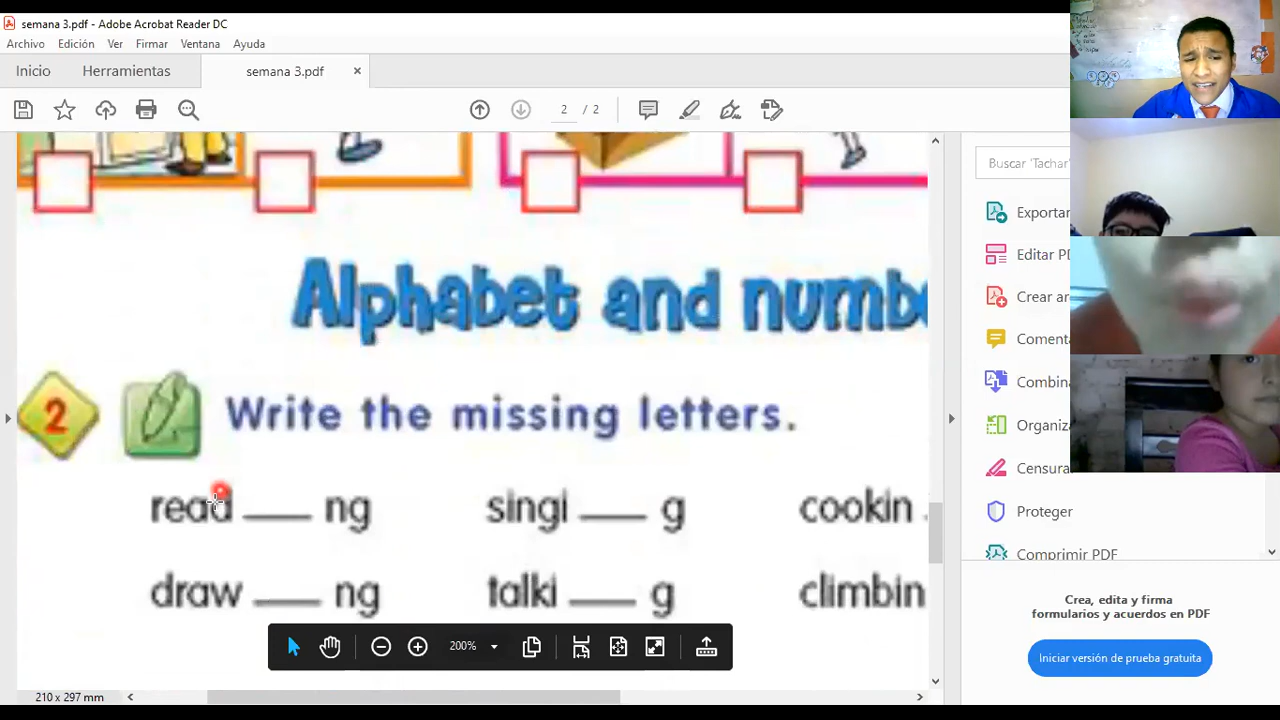 semana 3.pdf - Adobe Acrobat Reader DC
Archivo Edición Ver Firmar Ventana Ayuda
Inicio Herramientas semana 3.pdf ×
2 / 2
Buscar 'Tachar'
Exportar
Editar PD
Crear ar
Comenta
Combina
Organiza
Censura
Proteger
Comprimir PDF
Alphabet and numbe
2 Write the missing letters.
read ___ ng singi ___ g cookin
draw ___ ng talki ___ g climbin
200%
Crea, edita y firma
formularios y acuerdos en PDF
Iniciar versión de prueba gratuita
210 x 297 mm